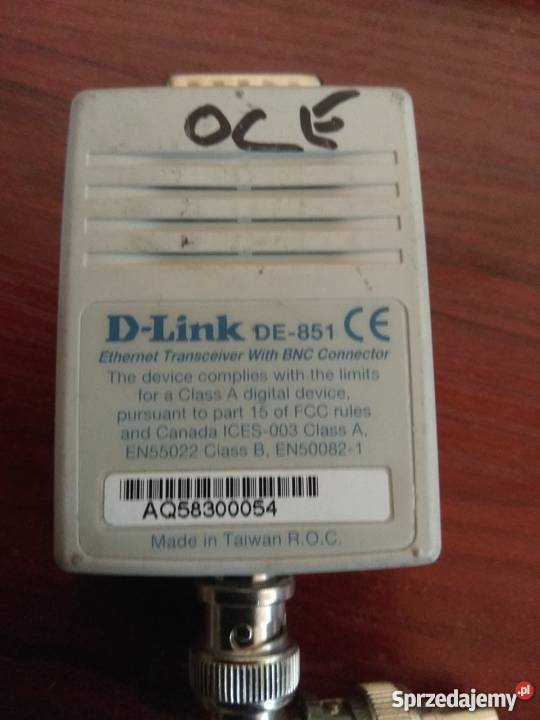 OCE
D-Link DE-851 CE
Ethernet Transceiver With BNC Connector
The device complies with the limits
for a Class A digital device,
pursuant to part 15 of FCC rules
and Canada ICES-003 Class A,
EN55022 Class B, EN50082-1
AQ58300054
Made in Taiwan R.O.C.
Sprzedajemy.pl